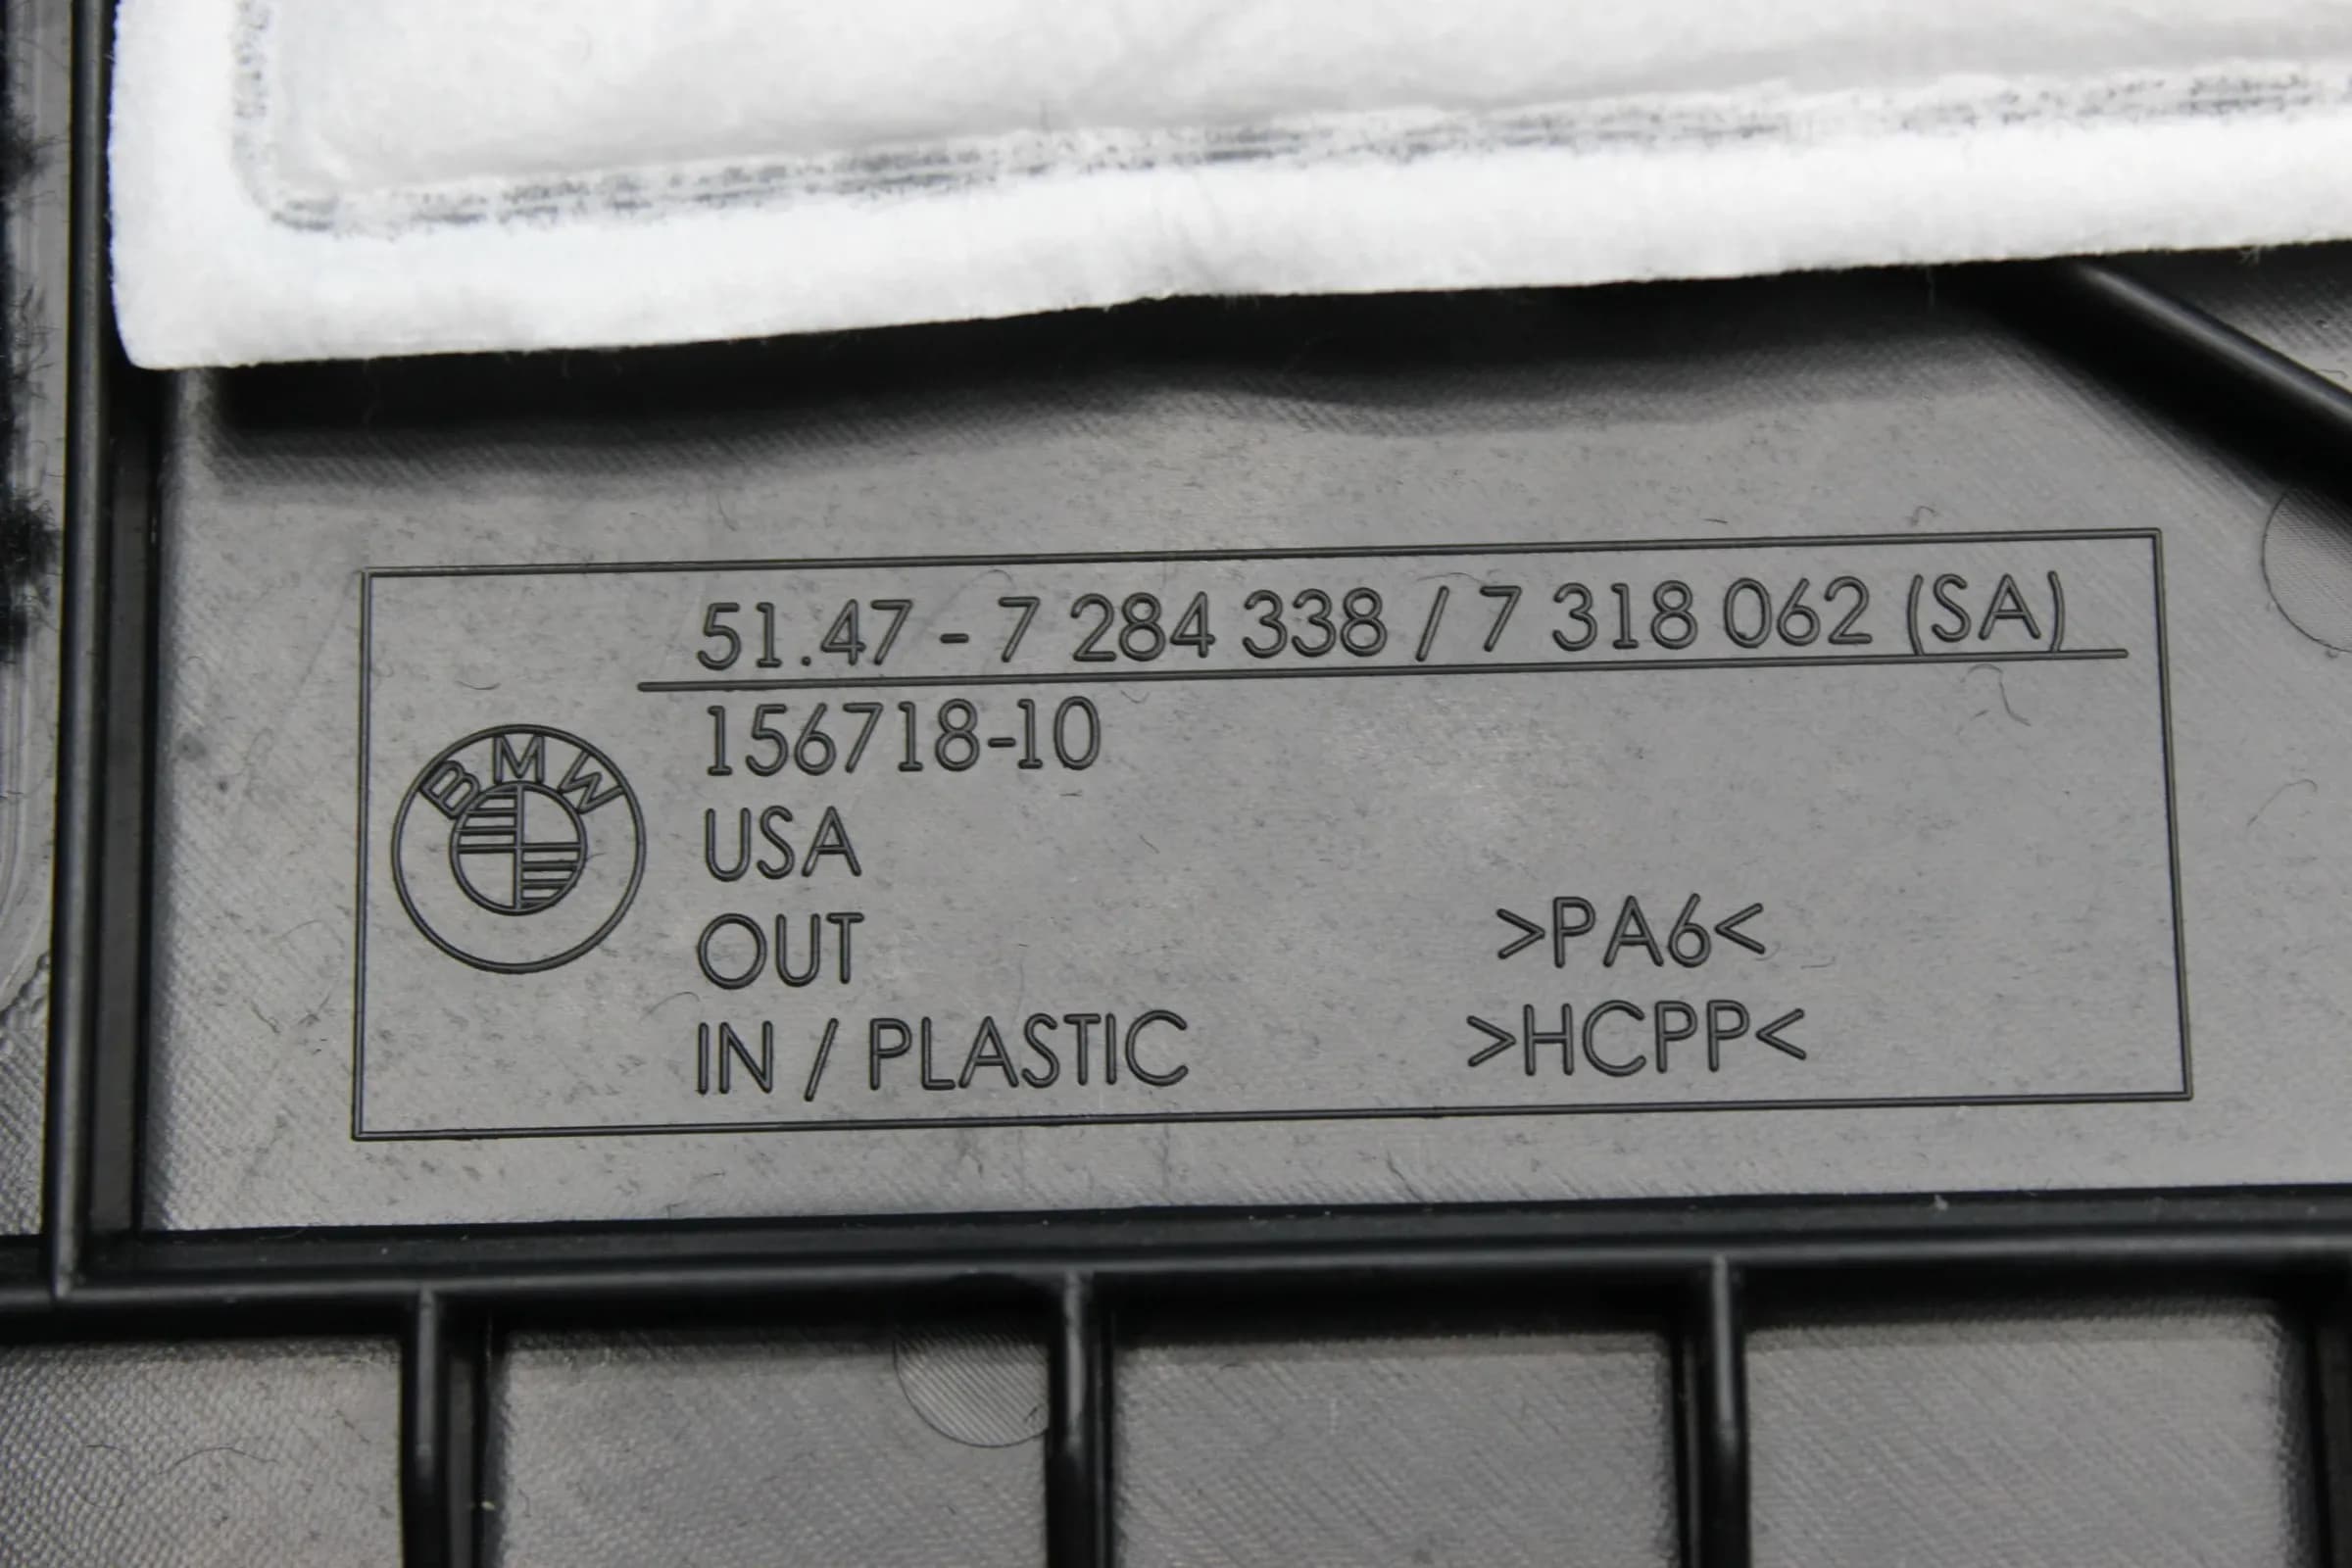 51.47 - 7 284 338 / 7 318 062 (SA)
156718-10
BMW
USA
OUT >PA6<
IN / PLASTIC >HCPP<